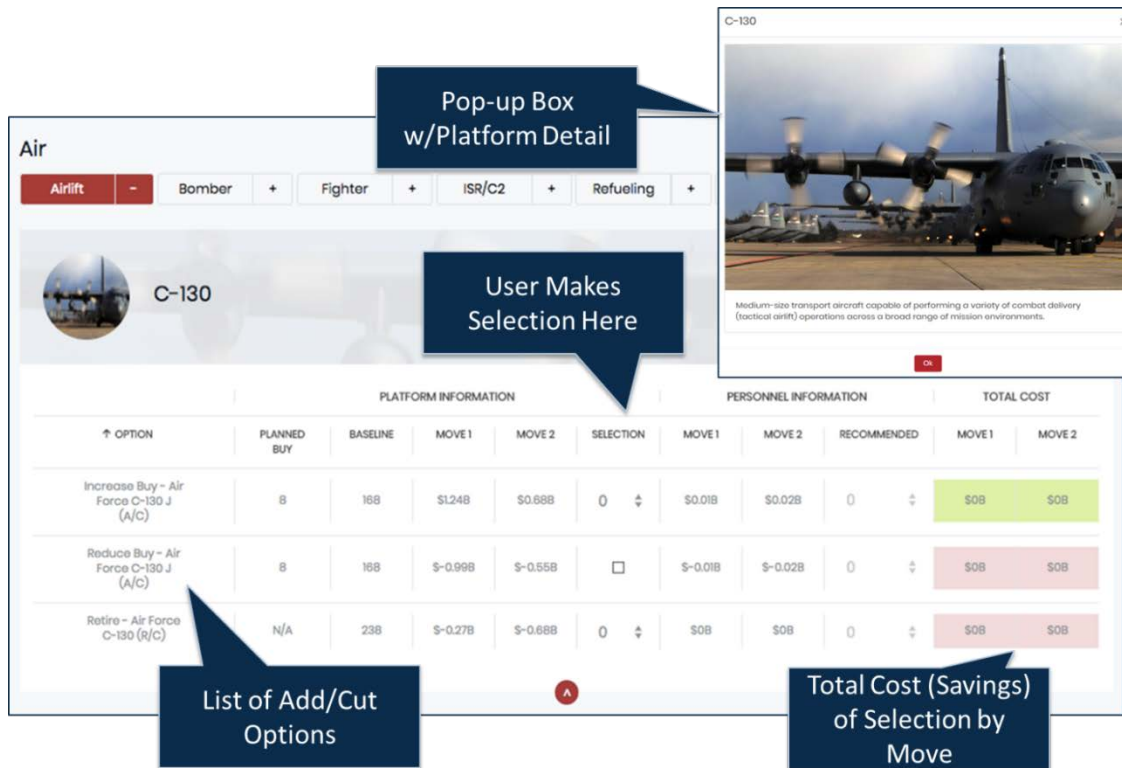 C-130
Pop-up Box
w/Platform Detail
Air
Airlift - Bomber + Fighter + ISR/C2 + Refueling +
C-130
User Makes
Selection Here
Medium-size transport aircraft capable of performing a variety of combat delivery
(tactical airlift) operations across a broad range of mission environments.
Ok
PLATFORM INFORMATION PERSONNEL INFORMATION TOTAL COST
↑ OPTION PLANNED BASELINE MOVE 1 MOVE 2 SELECTION MOVE 1 MOVE 2 RECOMMENDED MOVE 1 MOVE 2
BUY
Increase Buy - Air
Force C-130 J 8 168 $1.24B $0.68B 0 $0.01B $0.02B 0 $0B $0B
(A/C)
Reduce Buy - Air
Force C-130 J 8 168 $-0.99B $-0.55B $-0.01B $-0.02B 0 $0B $0B
(A/C)
Retire - Air Force
C-130 (R/C) N/A 238 $-0.27B $-0.68B 0 $0B $0B 0 $0B $0B
List of Add/Cut
Options
Total Cost (Savings)
of Selection by
Move